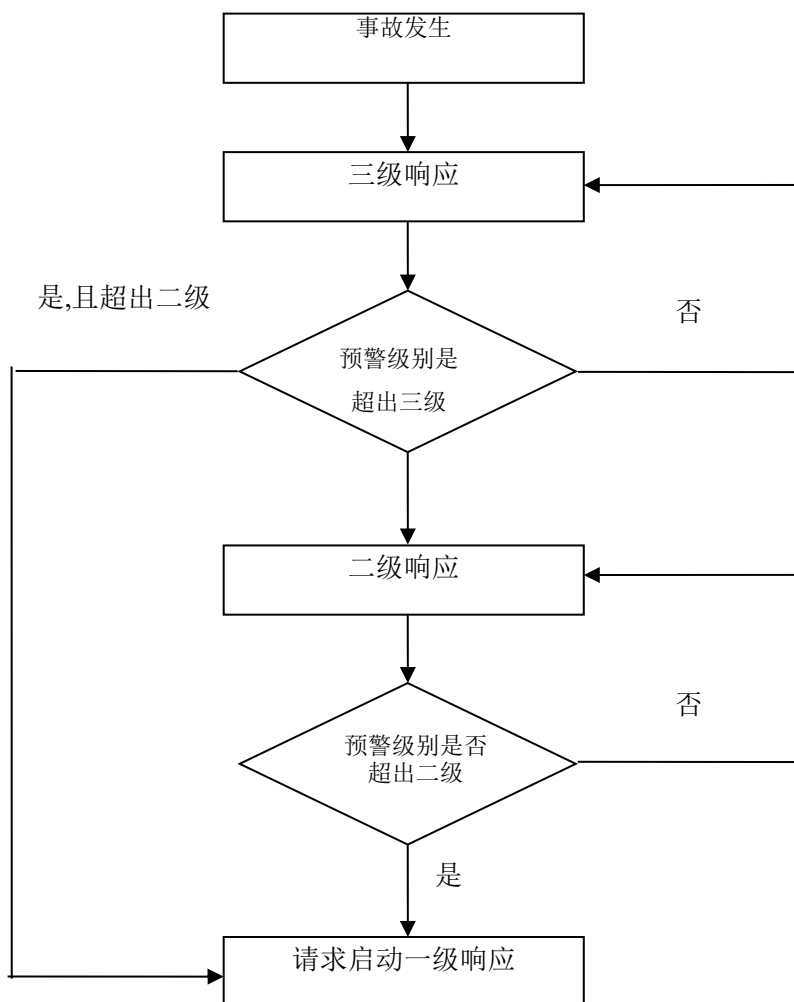 事故发生
三级响应
是,且超出二级
否
预警级别是
超出三级
二级响应
否
预警级别是否
超出二级
是
请求启动一级响应